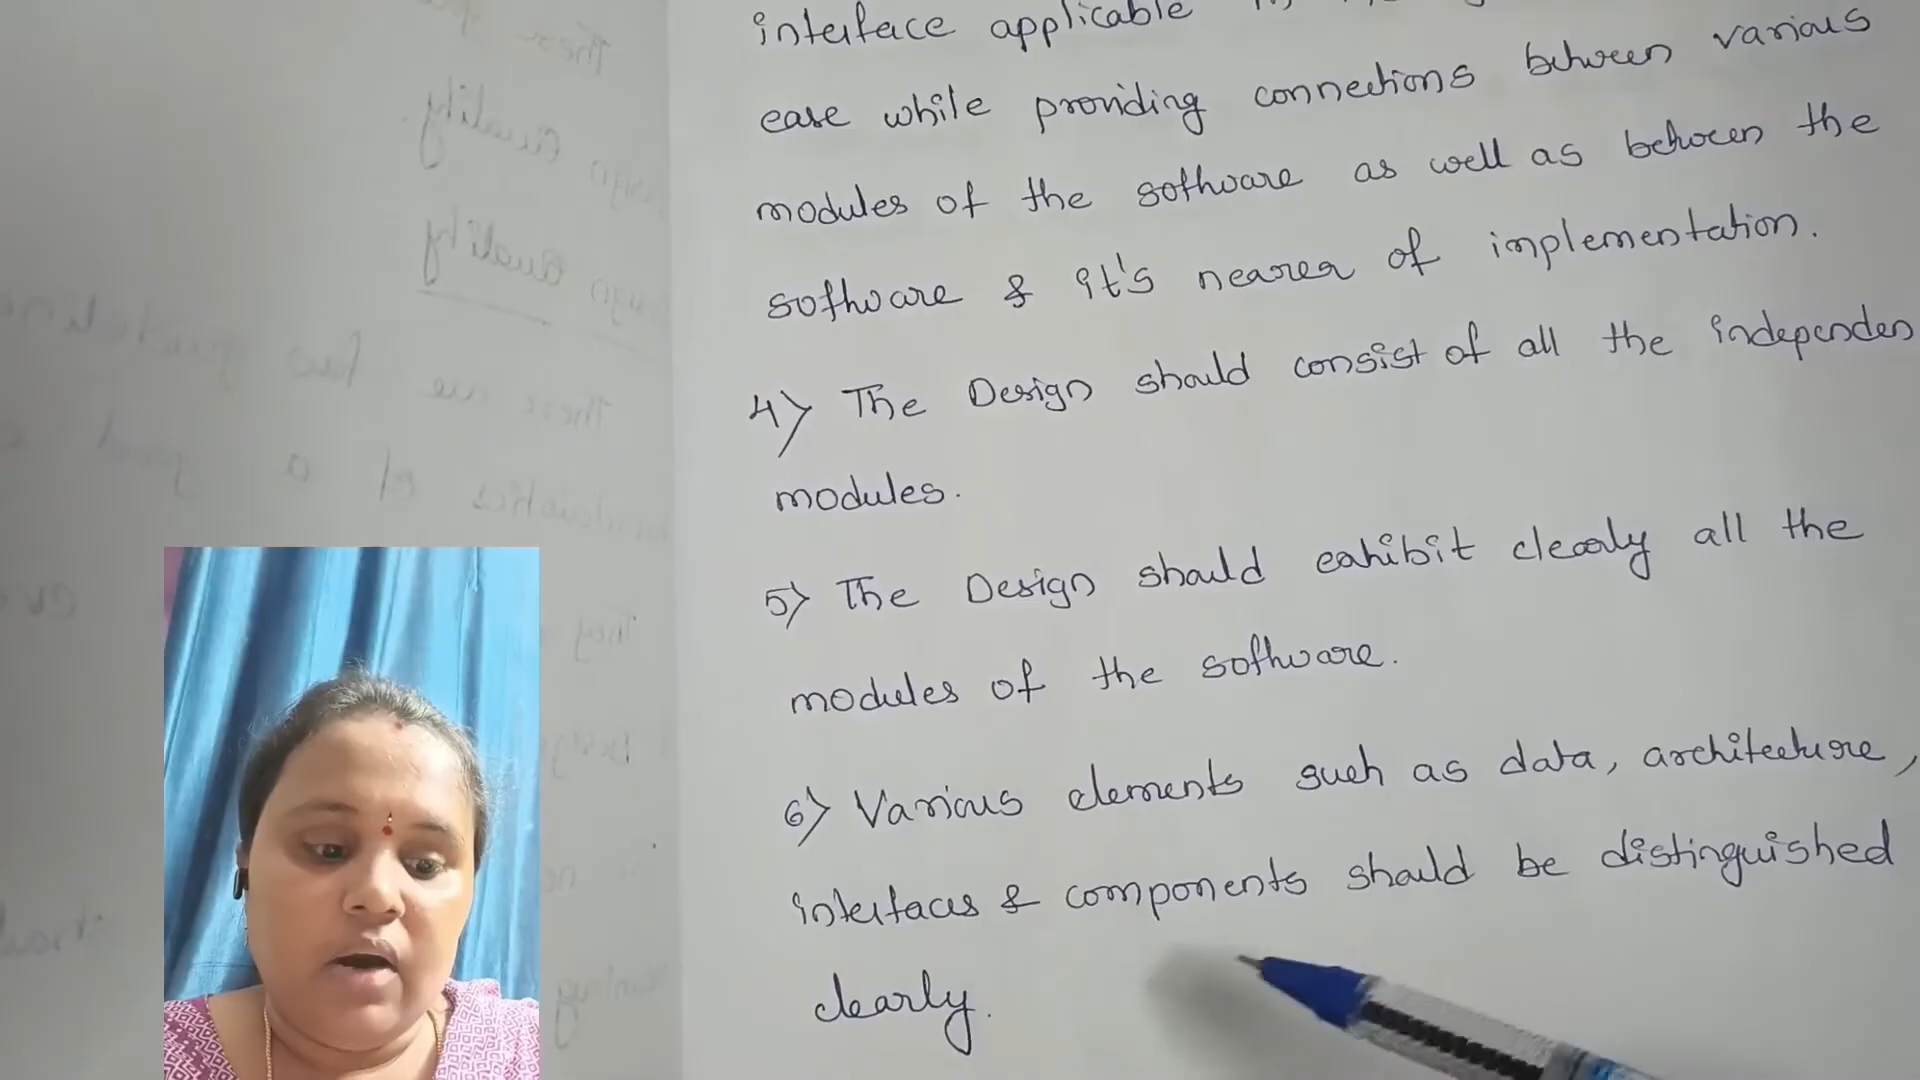 interface applicable
ease while providing connections between various
modules of the software as well as between the
software & it's nearer of implementation.
4) The Design should consist of all the independen
modules.
5) The Design should exhibit clearly all the
modules of the software.
6) Various elements such as data, architecture,
interfaces & components should be distinguished
clearly.